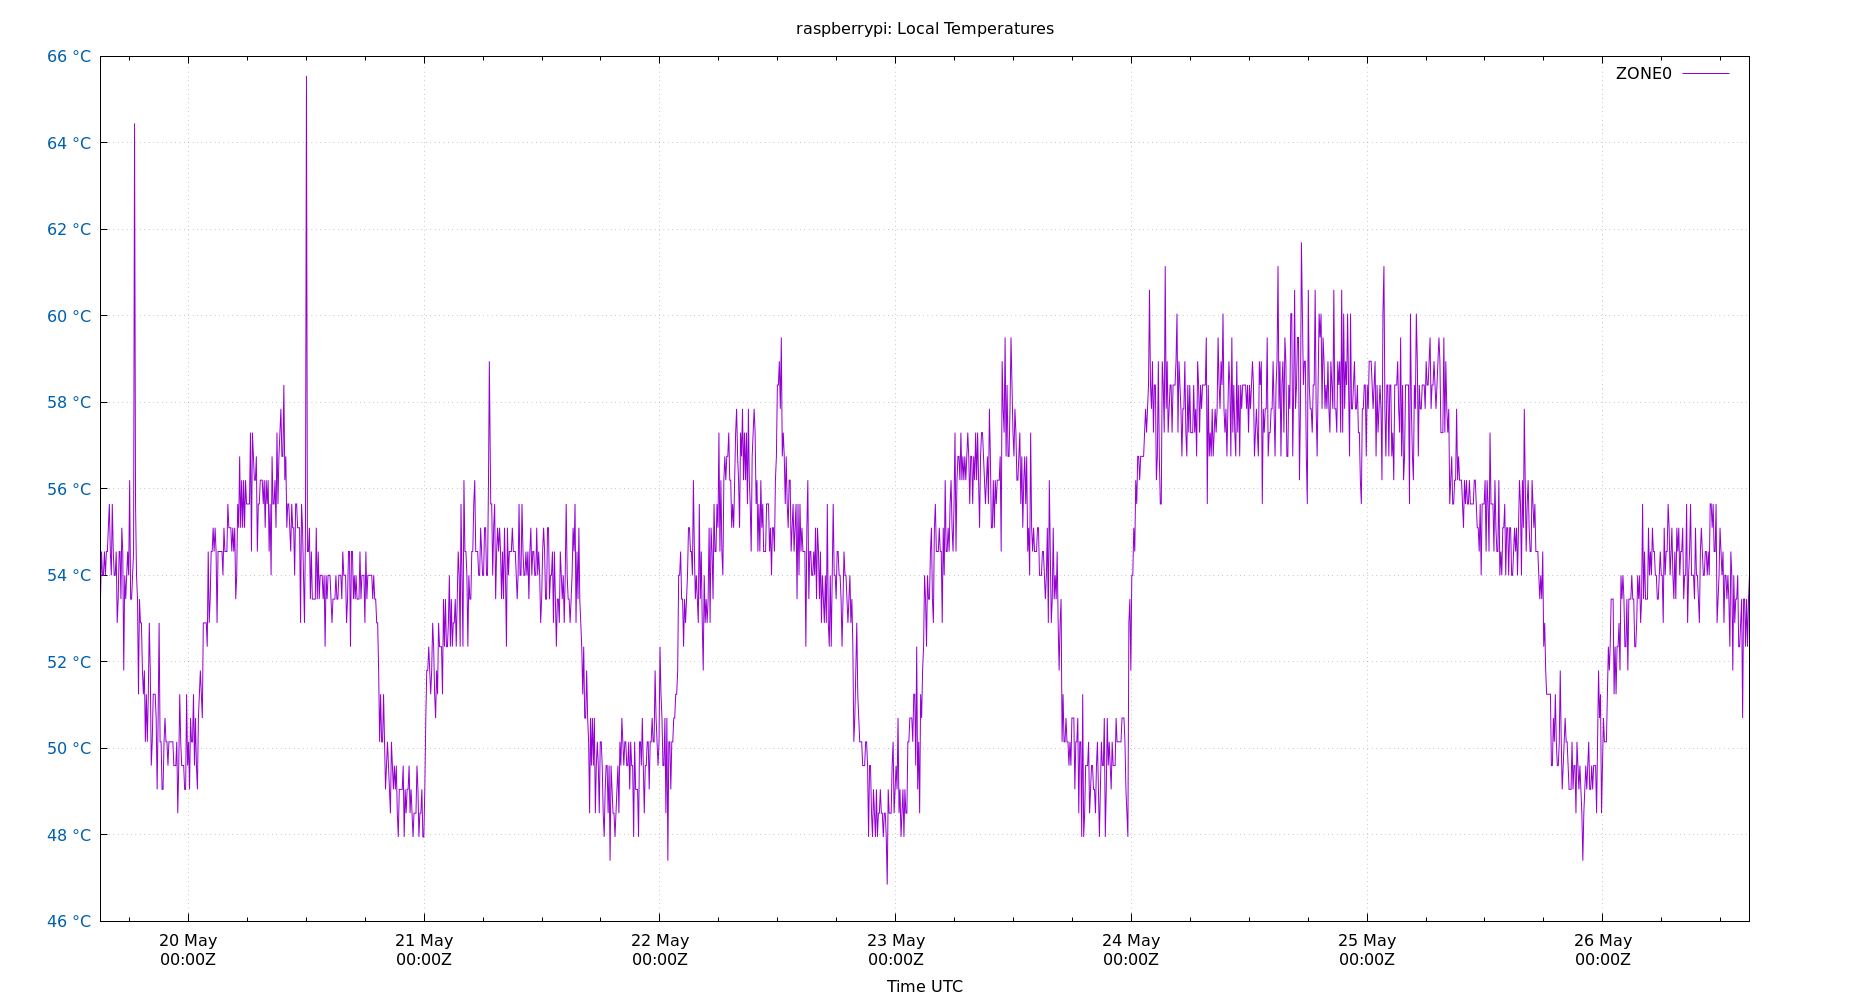 raspberrypi: Local Temperatures
66 °C
64 °C
62 °C
60 °C
58 °C
56 °C
54 °C
52 °C
50 °C
48 °C
46 °C
ZONE0
20 May 21 May 22 May 23 May 24 May 25 May 26 May
00:00Z 00:00Z 00:00Z 00:00Z 00:00Z 00:00Z 00:00Z
Time UTC